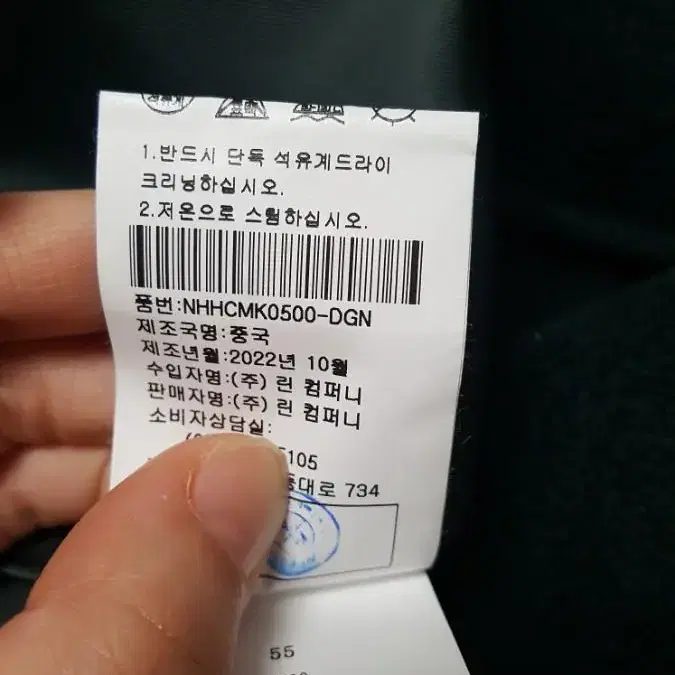 석유계
1.반드시 단독 석유계드라이
크리닝하십시오.
2.저온으로 스팀하십시오.
품번:NHHCMK0500-DGN
제조국명:중국
제조년월:2022년 10월
수입자명:(주) 린 컴퍼니
판매자명:(주) 린 컴퍼니
소비자상담실:
5105
대로 734
55